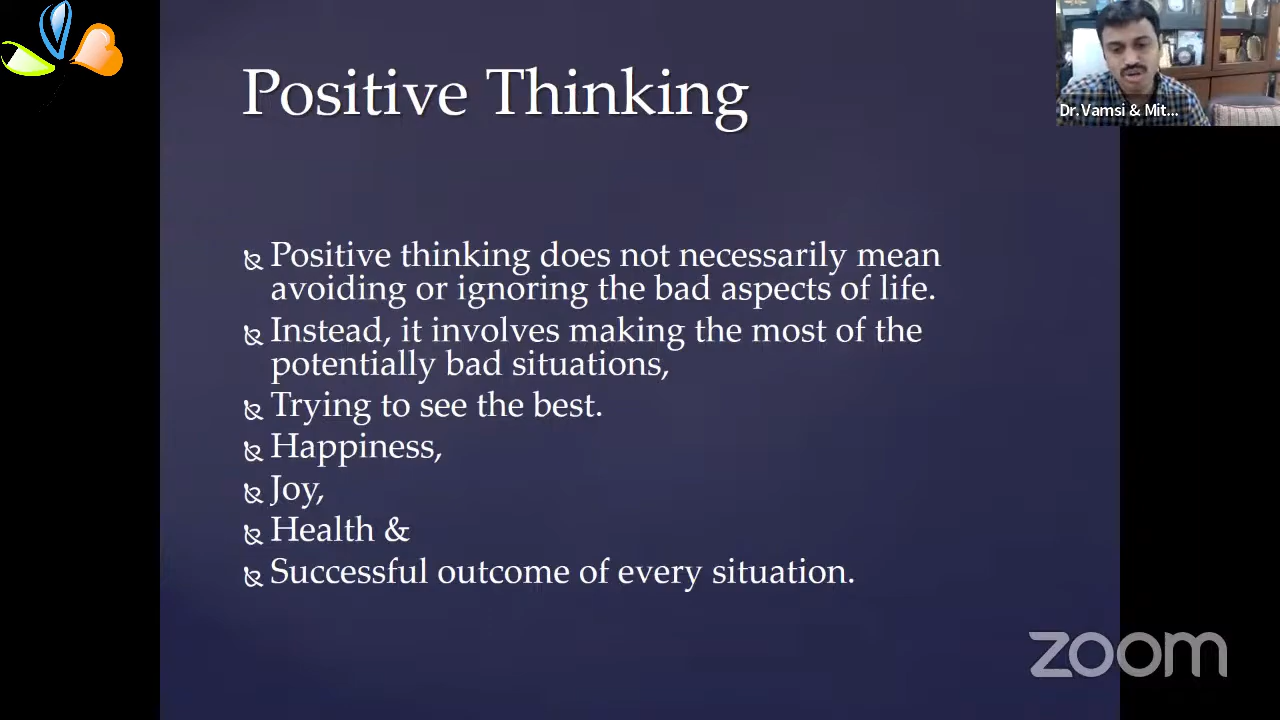 Positive Thinking
Dr.Vamsi & Mit...
Positive thinking does not necessarily mean
avoiding or ignoring the bad aspects of life.
Instead, it involves making the most of the
potentially bad situations,
Trying to see the best.
Happiness,
Joy,
Health &
Successful outcome of every situation.
zoom